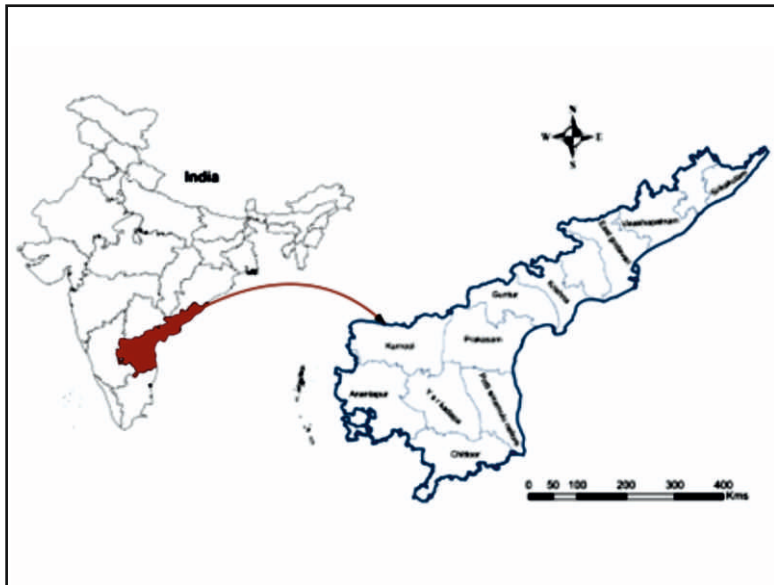 India
N
W E
S
Srikakulam
Visakhapatnam
East godavari
Krishna
Guntur
Kurnool
Prakasam
Anantapur
Y s r kadapa
Chittoor
0 50 100 200 300 400
Kms